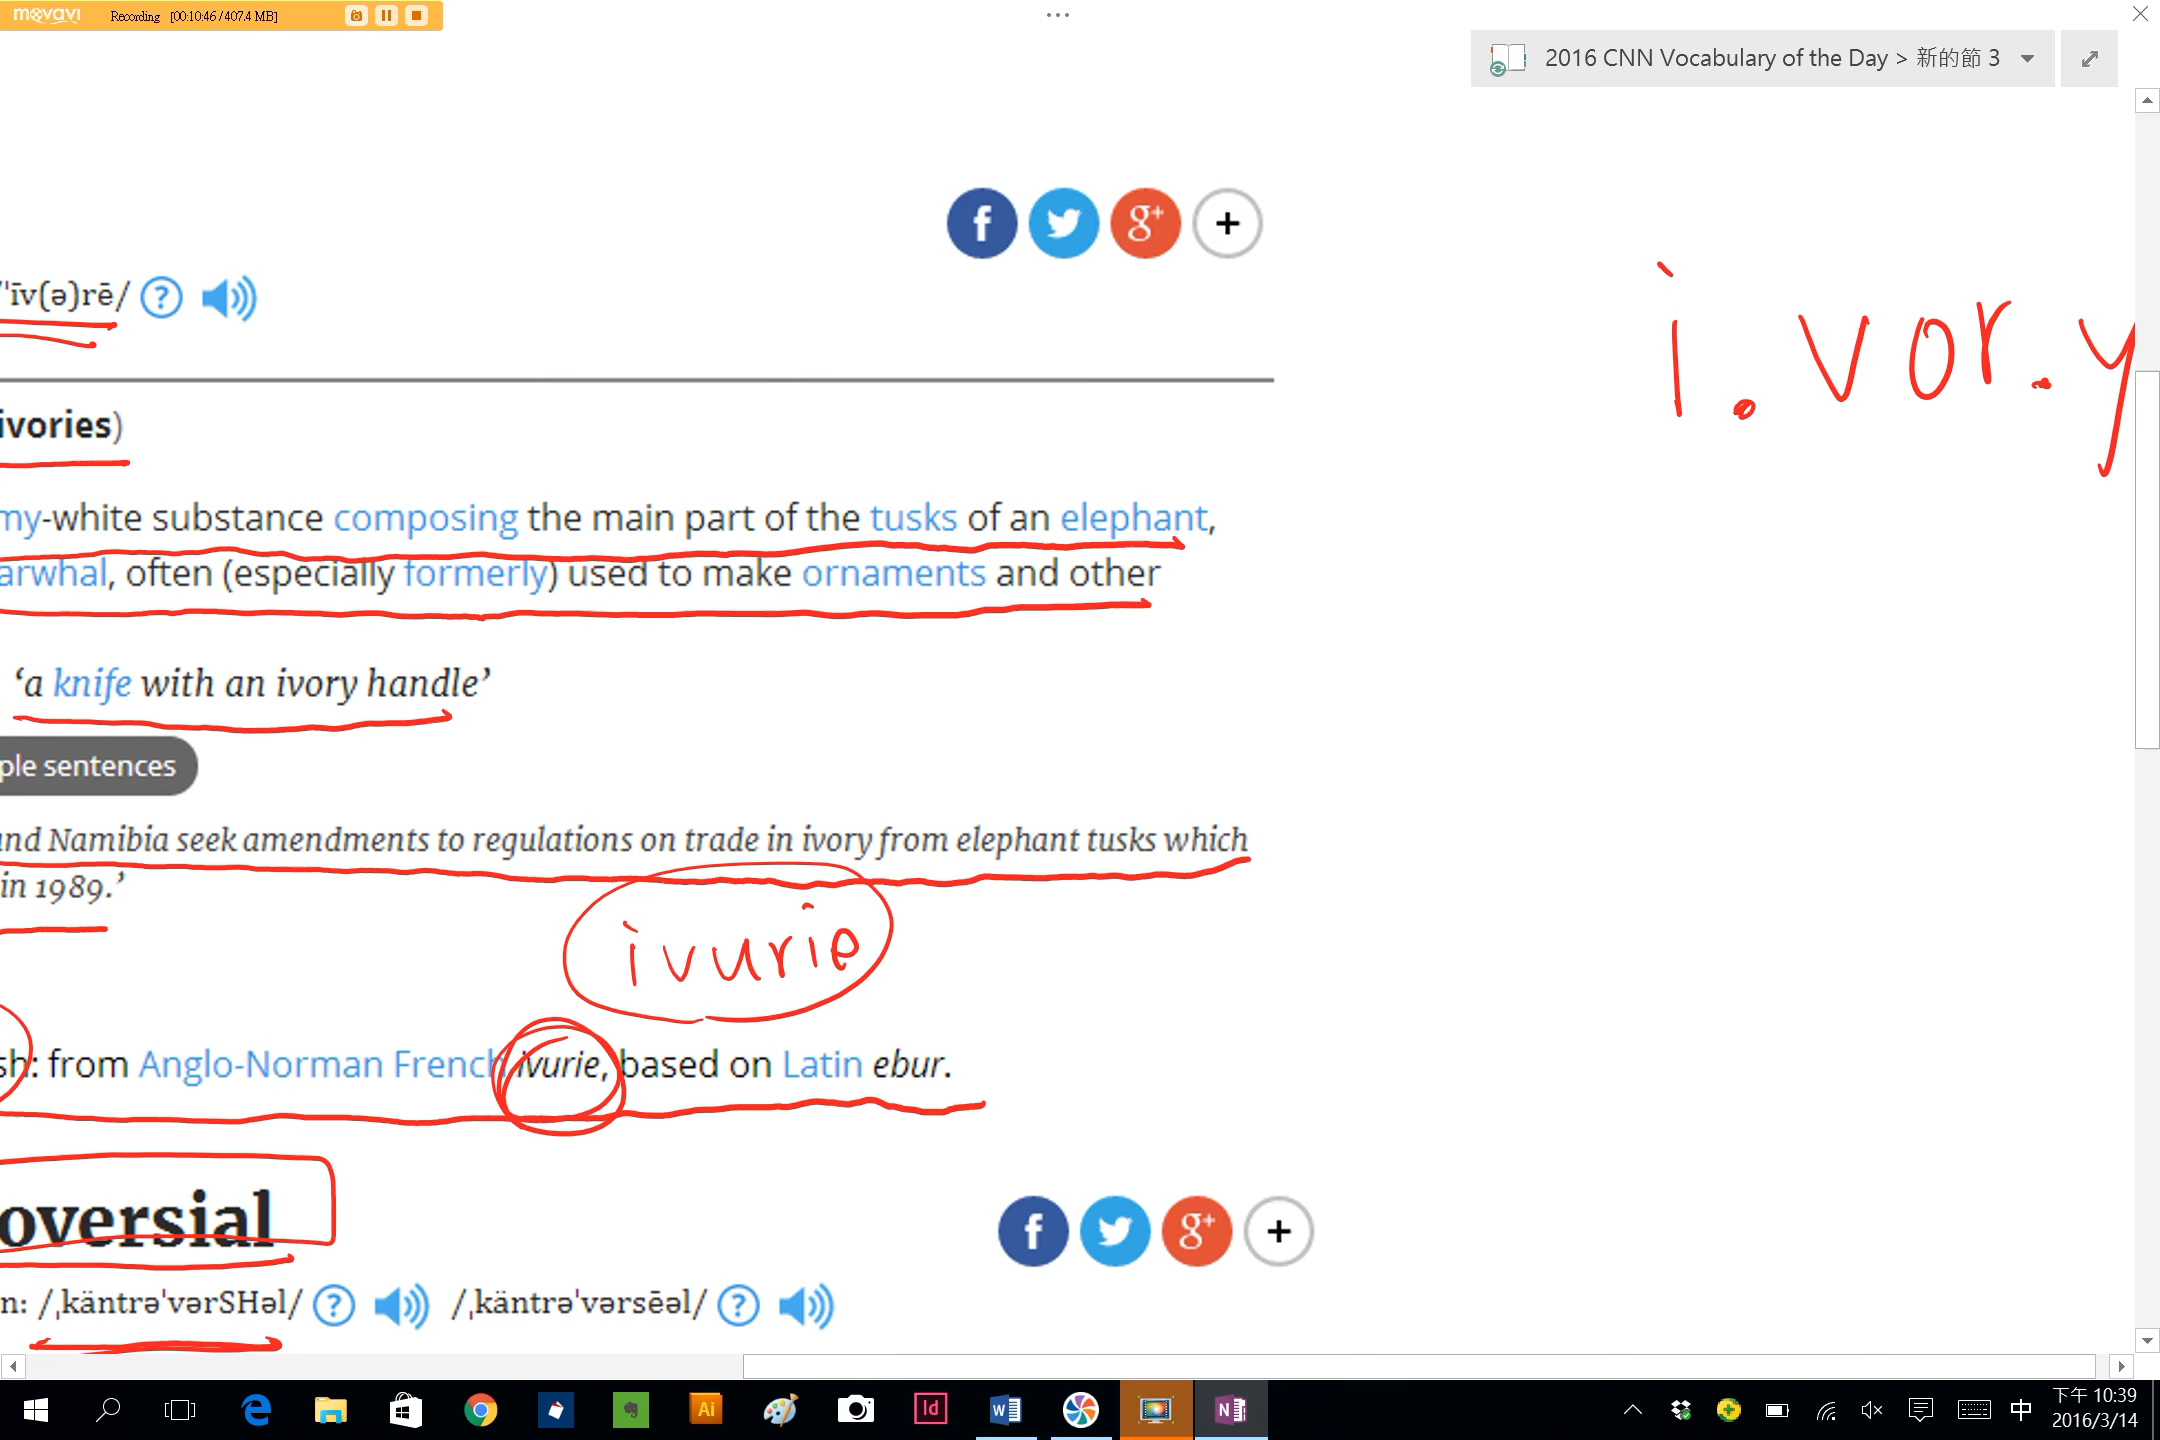 movavi Recording [00:10:46 / 407.4 MB]
2016 CNN Vocabulary of the Day > 新的節 3
/ˈīv(ə)rē/
i.vor.y
ivories)
my-white substance composing the main part of the tusks of an elephant,
arwhal, often (especially formerly) used to make ornaments and other
‘a knife with an ivory handle’
ple sentences
and Namibia seek amendments to regulations on trade in ivory from elephant tusks which
in 1989.’
ivurie
sh: from Anglo-Norman French ivurie, based on Latin ebur.
oversial
n: /ˌkäntrəˈvərSHəl/ /ˌkäntrəˈvərsēəl/
中
下午 10:39
2016/3/14